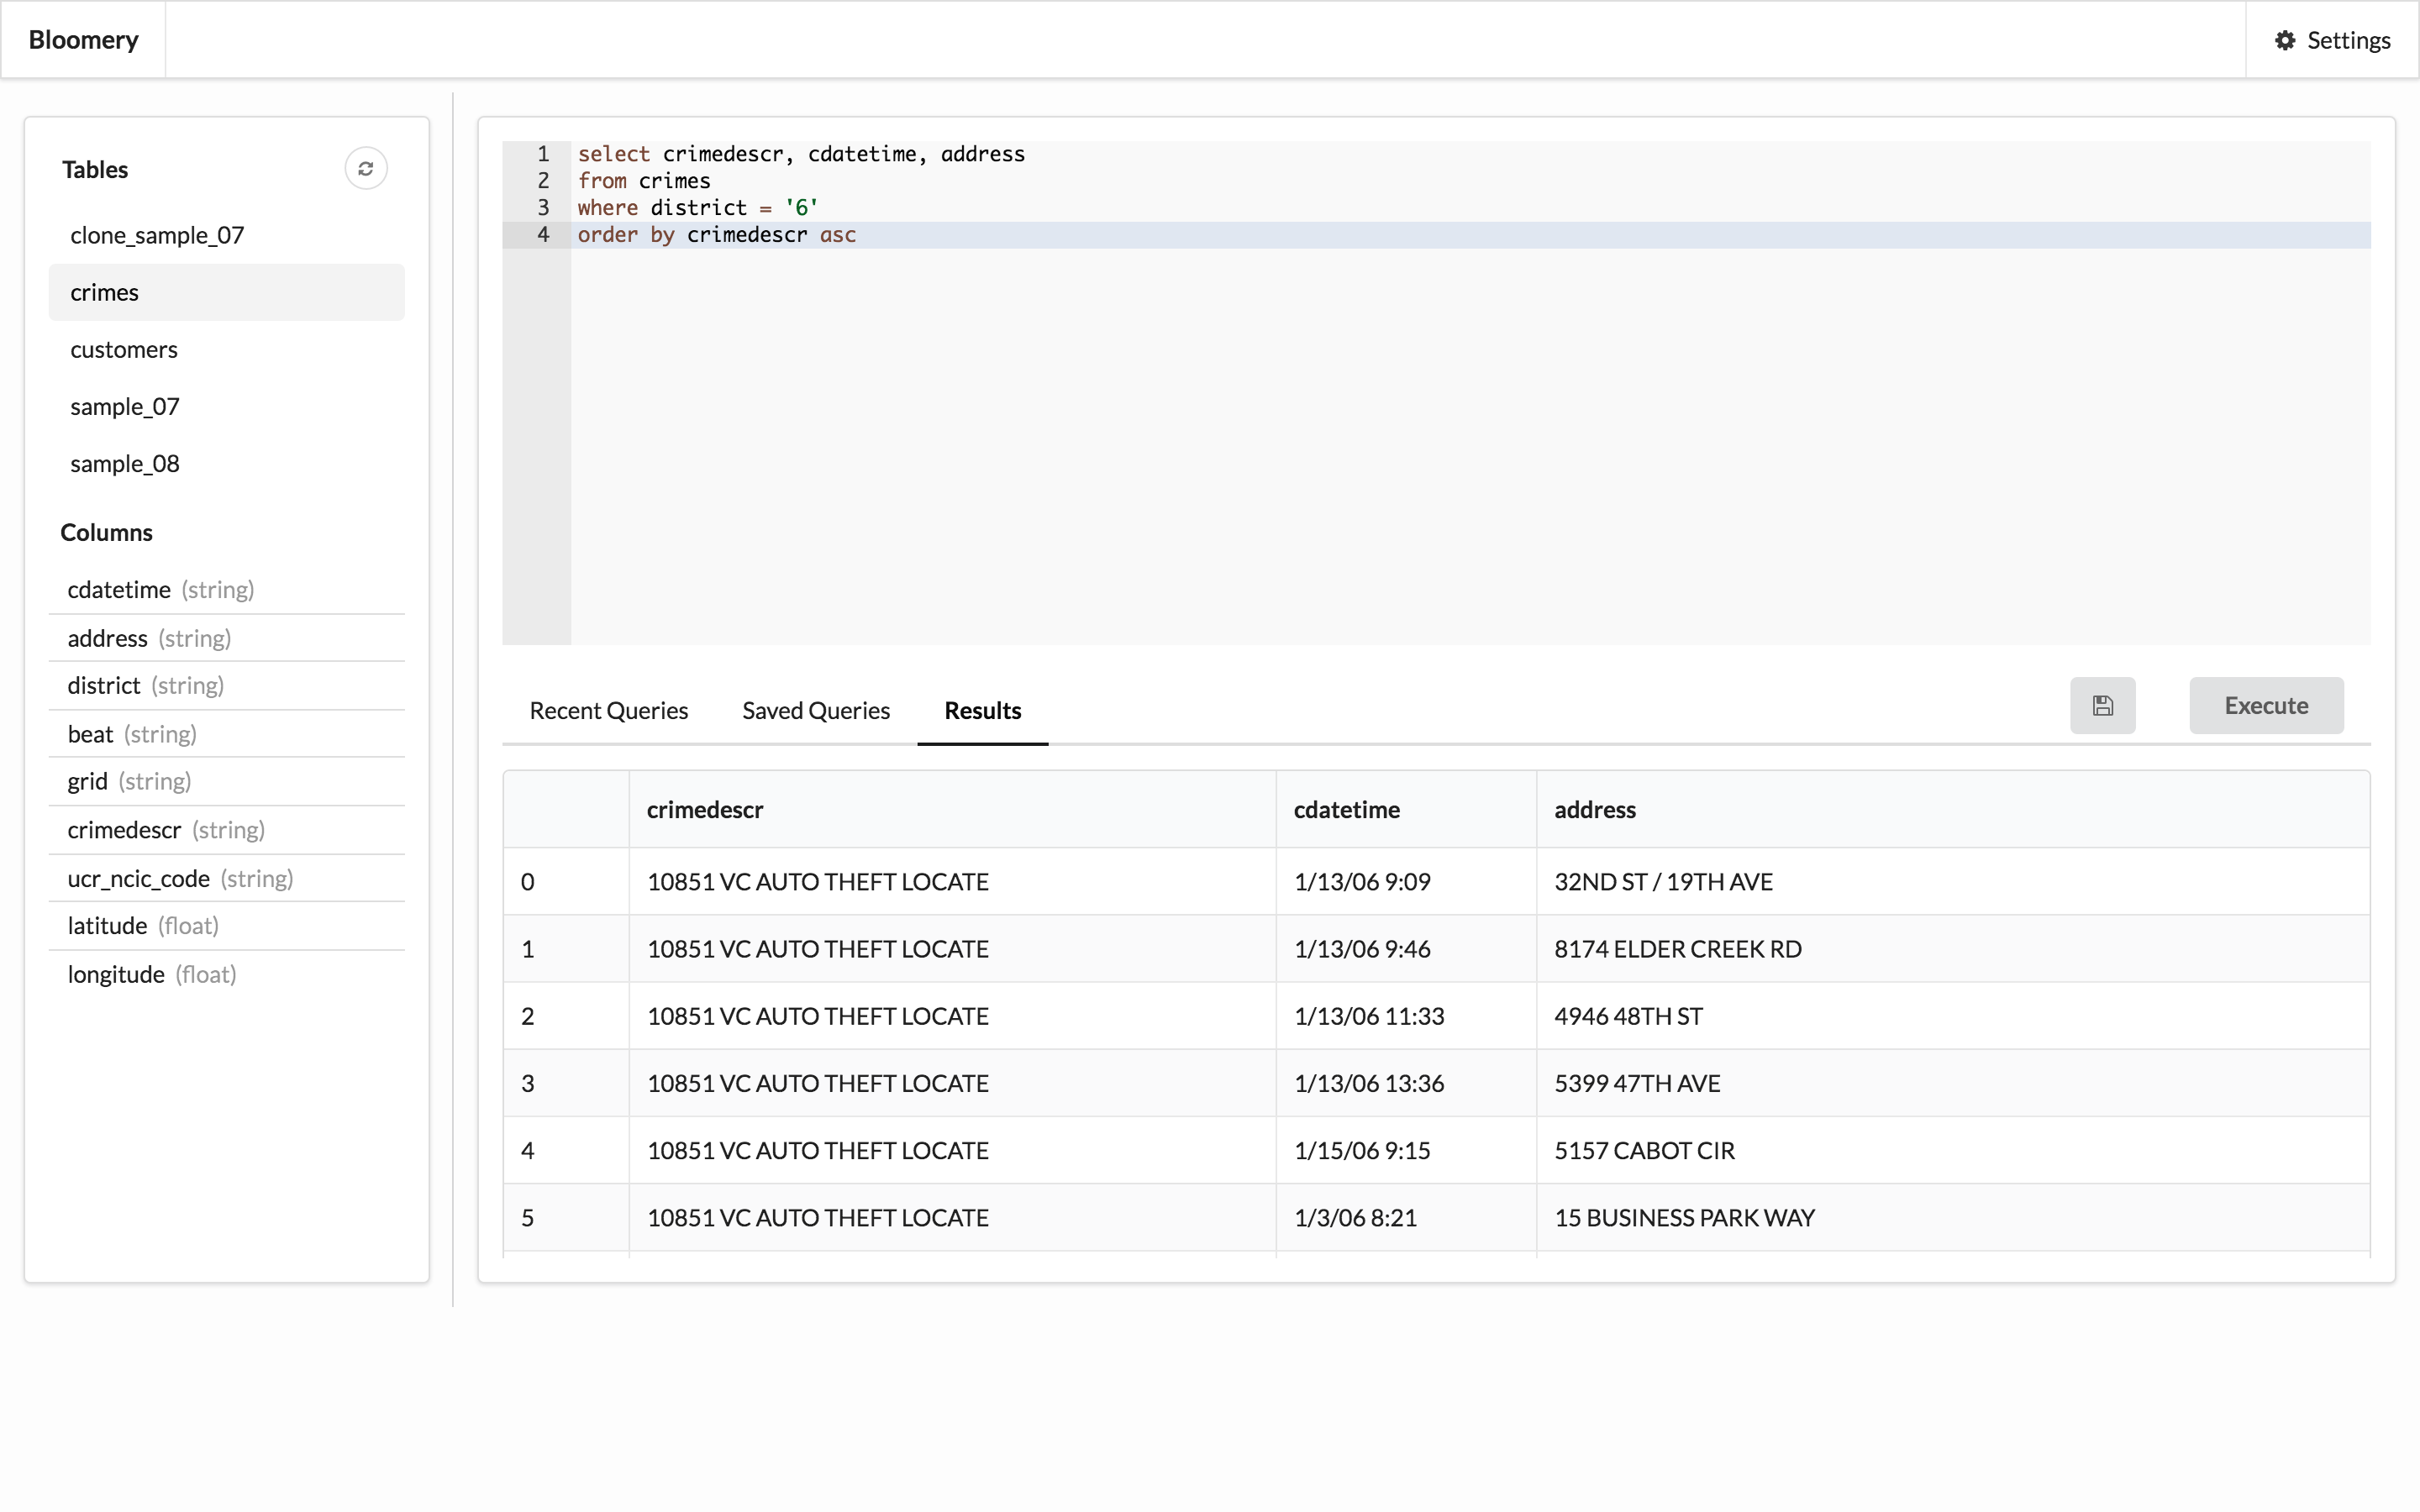 Bloomery
Settings
Tables
clone_sample_07
crimes
customers
sample_07
sample_08
Columns
cdatetime (string)
address (string)
district (string)
beat (string)
grid (string)
crimedescr (string)
ucr_ncic_code (string)
latitude (float)
longitude (float)
1 select crimedescr, cdatetime, address
2 from crimes
3 where district = '6'
4 order by crimedescr asc
Recent Queries Saved Queries Results Execute
crimedescr cdatetime address
0 10851 VC AUTO THEFT LOCATE 1/13/06 9:09 32ND ST / 19TH AVE
1 10851 VC AUTO THEFT LOCATE 1/13/06 9:46 8174 ELDER CREEK RD
2 10851 VC AUTO THEFT LOCATE 1/13/06 11:33 4946 48TH ST
3 10851 VC AUTO THEFT LOCATE 1/13/06 13:36 5399 47TH AVE
4 10851 VC AUTO THEFT LOCATE 1/15/06 9:15 5157 CABOT CIR
5 10851 VC AUTO THEFT LOCATE 1/3/06 8:21 15 BUSINESS PARK WAY